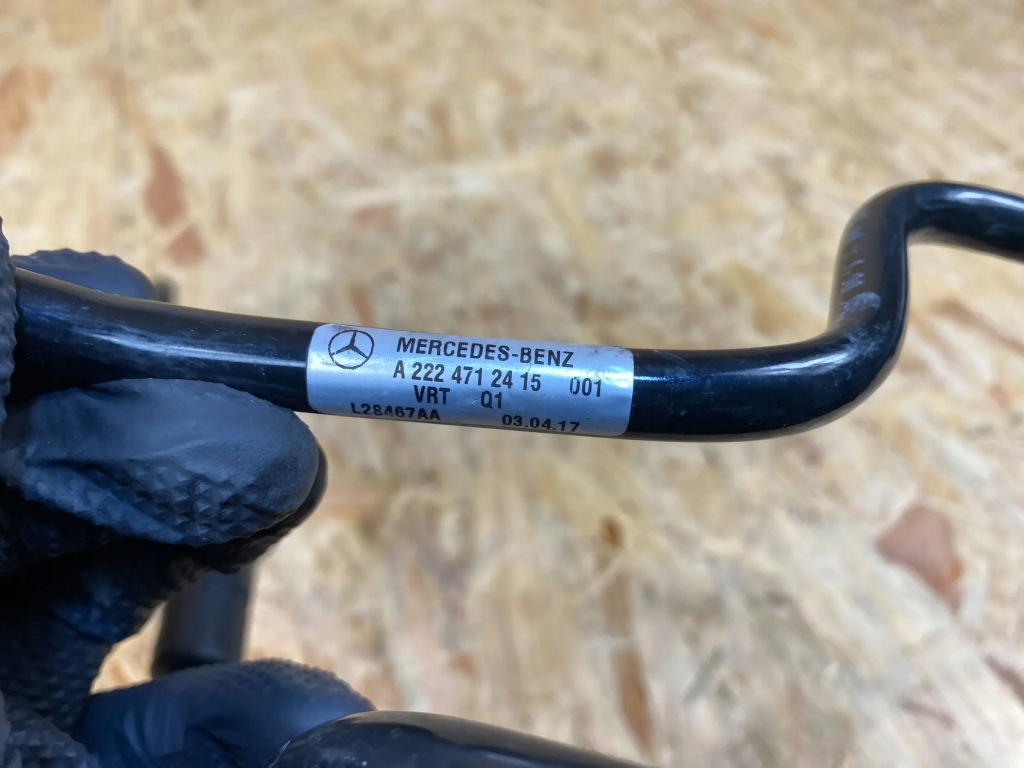 MERCEDES-BENZ
A 222 471 24 15 001
VRT Q1
L28467AA 03.04.17